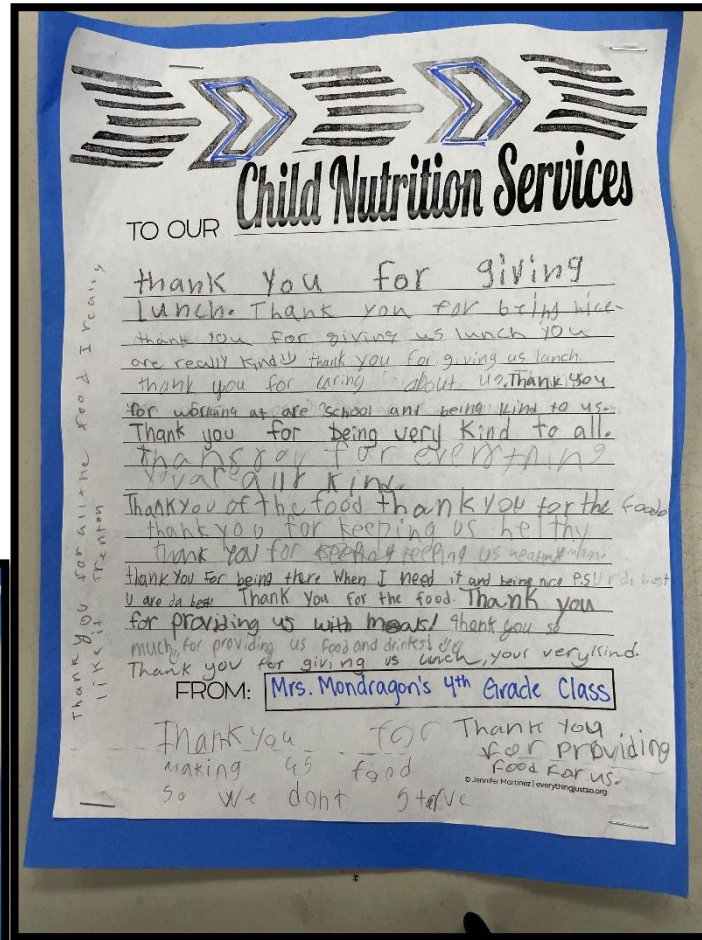 TO OUR Child Nutrition Services
thank you for giving
Lunch. Thank you for being nice
thank you for giving us lunch you
are really kind thank you for giving us lunch.
thank you for caring about us. Thank you
for working at are school and being kind to us.
Thank you for being very kind to all.
thank you for everything
you are all kind.
Thank you of the food thank you for the foods
thank you for keeping us helthy
thank you for keeping us
thank you for being there when I need it and being nice P.S U r da best
U are da best Thank you for the food. Thank you
for providing us with meals! thank you so
much, for providing us food and drinks!
Thank you for giving us lunch, your very kind.
FROM: Mrs. Mondragon's 4th Grade Class
Thank you for
making us food
so we dont starve
Thank you
for providing
food for us.
© Jennifer Martinez | everythingjustso.org
Thank you for all the food I really
like it Trenton